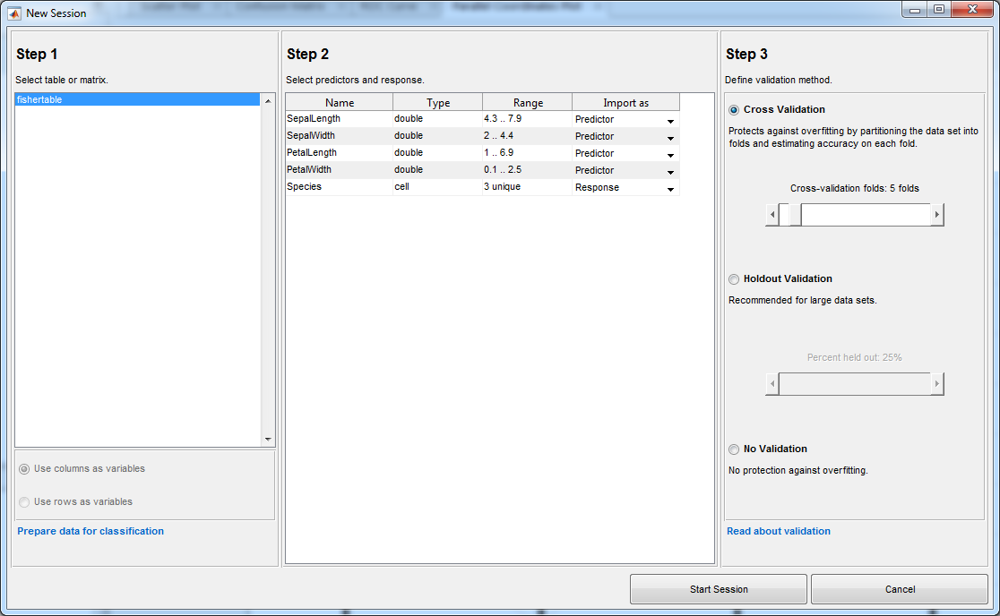 New Session
Step 1
Select table or matrix.
fishertable
Use columns as variables
Use rows as variables
Prepare data for classification
Step 2
Select predictors and response.
Name Type Range Import as
SepalLength double 4.3 .. 7.9 Predictor
SepalWidth double 2 .. 4.4 Predictor
PetalLength double 1 .. 6.9 Predictor
PetalWidth double 0.1 .. 2.5 Predictor
Species cell 3 unique Response
Step 3
Define validation method.
Cross Validation
Protects against overfitting by partitioning the data set into
folds and estimating accuracy on each fold.
Cross-validation folds: 5 folds
Holdout Validation
Recommended for large data sets.
Percent held out: 25%
No Validation
No protection against overfitting.
Read about validation
Start Session
Cancel